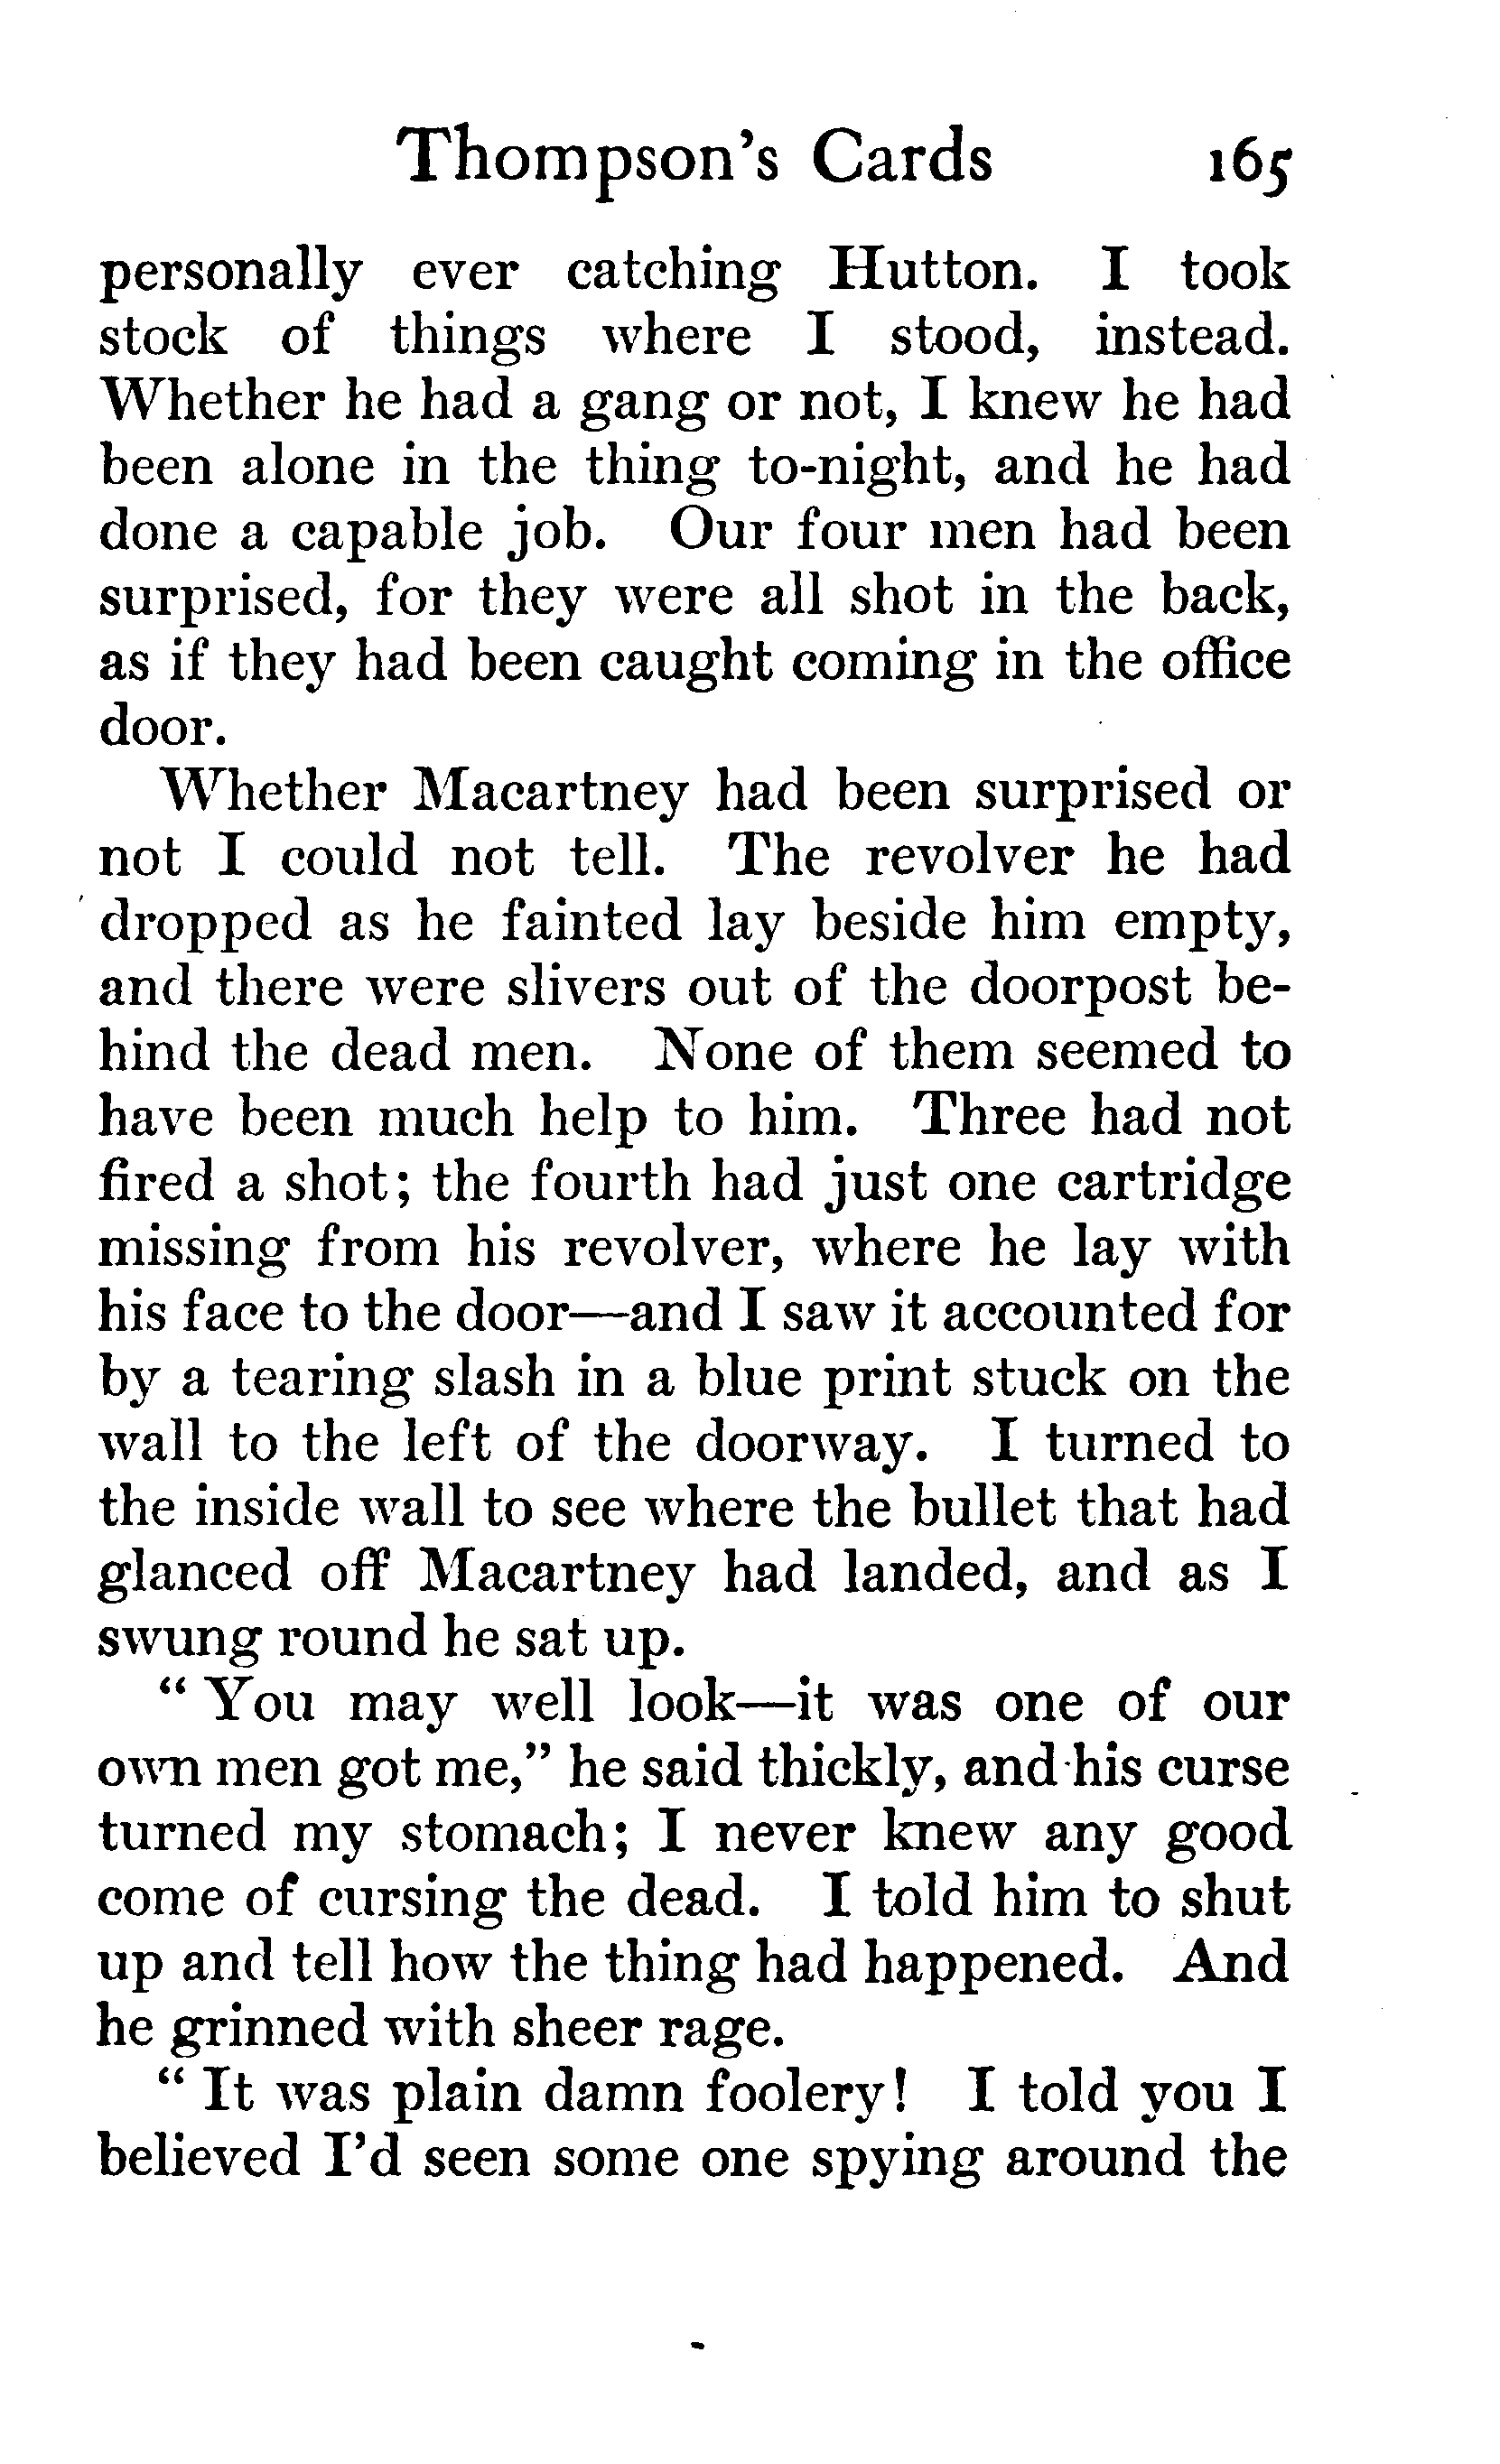 Thompson's Cards 165
personally ever catching Hutton. I took
stock of things where I stood, instead.
Whether he had a gang or not, I knew he had
been alone in the thing to-night, and he had
done a capable job. Our four men had been
surprised, for they were all shot in the back,
as if they had been caught coming in the office
door.
Whether Macartney had been surprised or
not I could not tell. The revolver he had
dropped as he fainted lay beside him empty,
and there were slivers out of the doorpost be-
hind the dead men. None of them seemed to
have been much help to him. Three had not
fired a shot; the fourth had just one cartridge
missing from his revolver, where he lay with
his face to the door—and I saw it accounted for
by a tearing slash in a blue print stuck on the
wall to the left of the doorway. I turned to
the inside wall to see where the bullet that had
glanced off Macartney had landed, and as I
swung round he sat up.
" You may well look—it was one of our
own men got me," he said thickly, and his curse
turned my stomach; I never knew any good
come of cursing the dead. I told him to shut
up and tell how the thing had happened. And
he grinned with sheer rage.
" It was plain damn foolery! I told you I
believed I'd seen some one spying around the